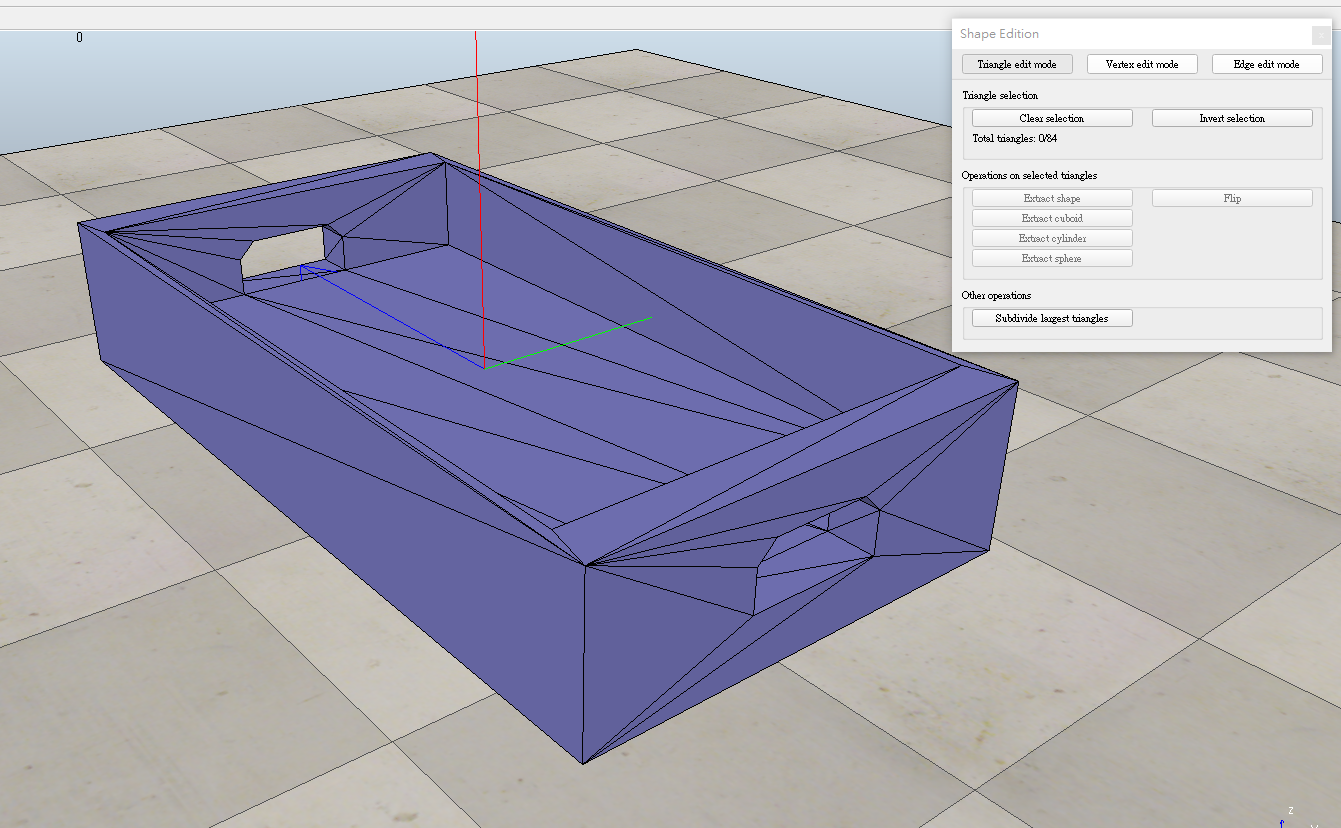 0
Shape Edition
x
Triangle edit mode
Vertex edit mode
Edge edit mode
Triangle selection
Clear selection
Invert selection
Total triangles: 0/84
Operations on selected triangles
Extract shape
Flip
Extract cuboid
Extract cylinder
Extract sphere
Other operations
Subdivide largest triangles
z